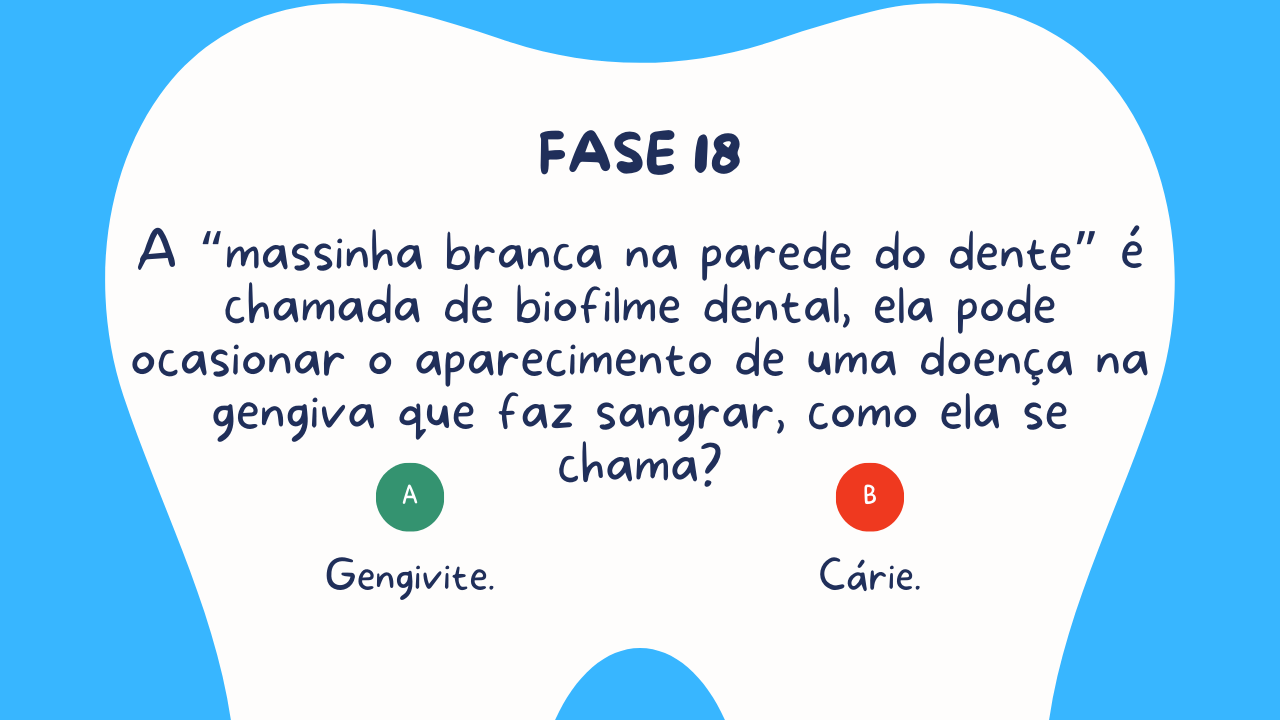 FASE 18
A “massinha branca na parede do dente” é
chamada de biofilme dental, ela pode
ocasionar o aparecimento de uma doença na
gengiva que faz sangrar, como ela se
chama?
A
B
Gengivite.
Cárie.